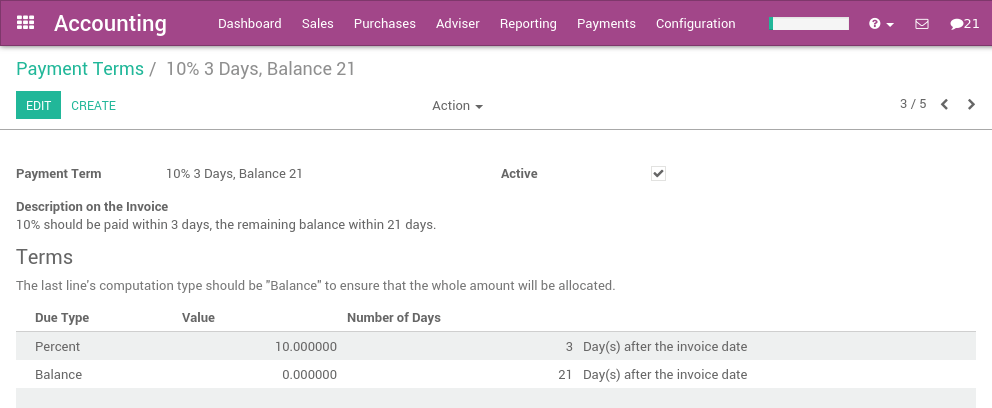 Accounting Dashboard Sales Purchases Adviser Reporting Payments Configuration 21
Payment Terms / 10% 3 Days, Balance 21
EDIT CREATE Action 3 / 5
Payment Term 10% 3 Days, Balance 21 Active
Description on the Invoice
10% should be paid within 3 days, the remaining balance within 21 days.
Terms
The last line's computation type should be "Balance" to ensure that the whole amount will be allocated.
Due Type Value Number of Days
Percent 10.000000 3 Day(s) after the invoice date
Balance 0.000000 21 Day(s) after the invoice date